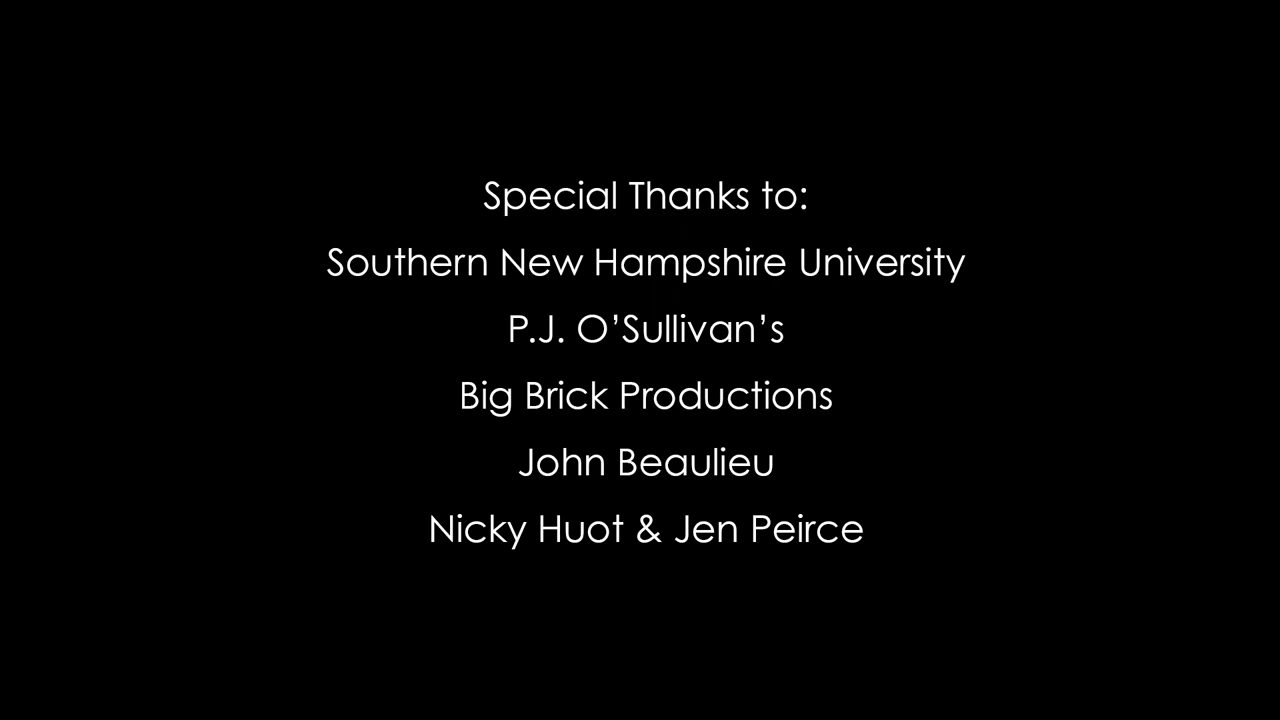 Special Thanks to:
Southern New Hampshire University
P.J. O’Sullivan’s
Big Brick Productions
John Beaulieu
Nicky Huot & Jen Peirce